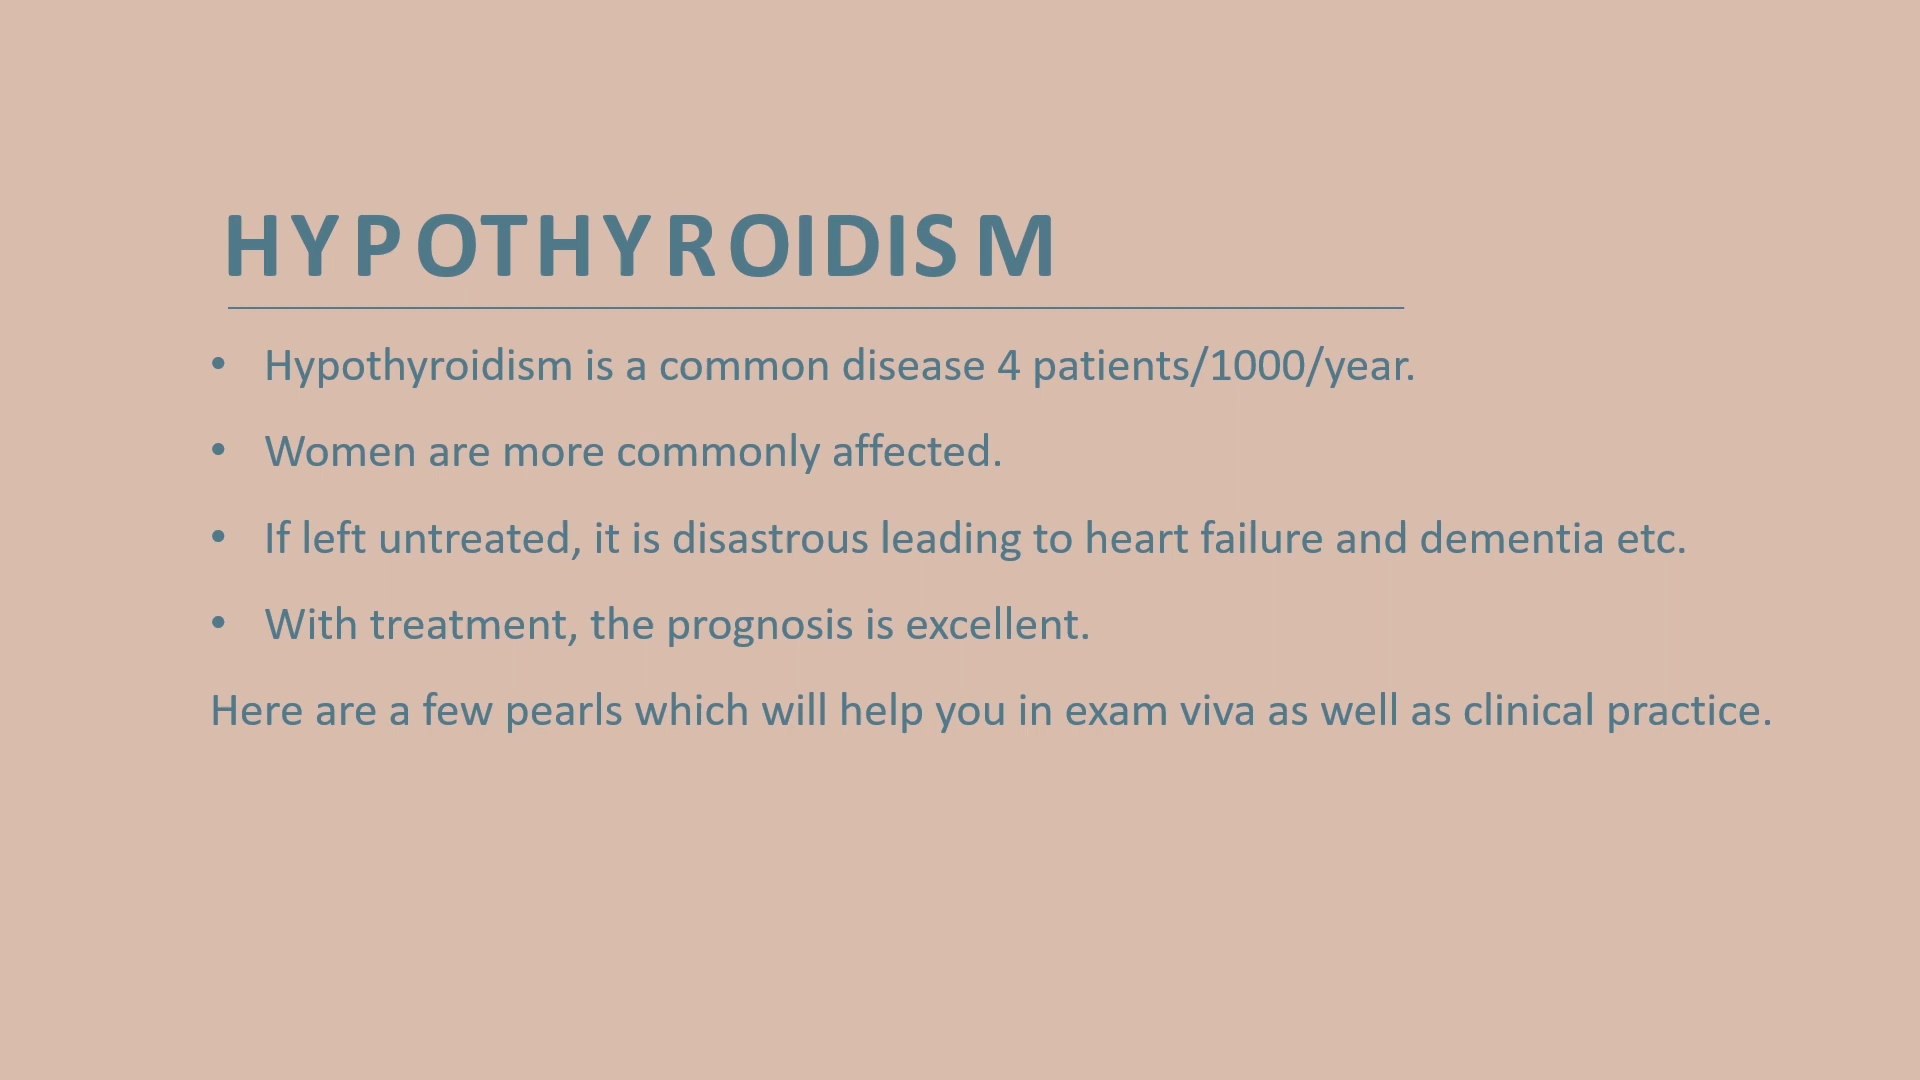 HYPOTHYROIDISM
• Hypothyroidism is a common disease 4 patients/1000/year.
• Women are more commonly affected.
• If left untreated, it is disastrous leading to heart failure and dementia etc.
• With treatment, the prognosis is excellent.
Here are a few pearls which will help you in exam viva as well as clinical practice.